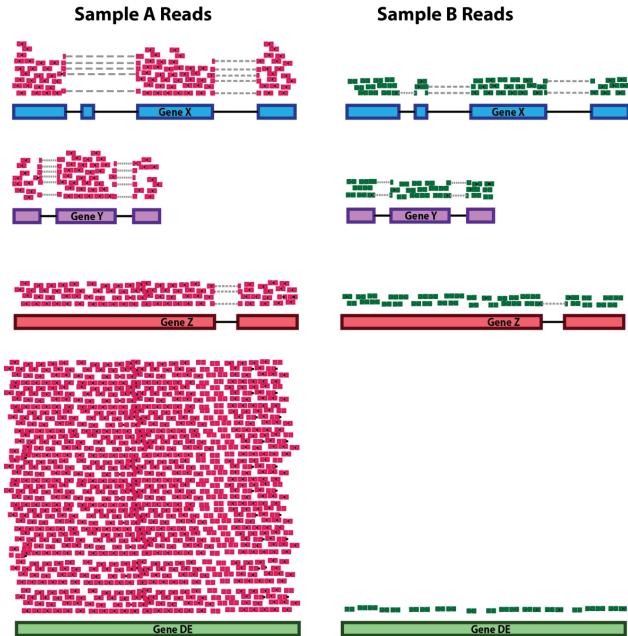 Sample A Reads
Sample B Reads
Gene X
Gene X
Gene Y
Gene Y
Gene Z
Gene Z
Gene DE
Gene DE